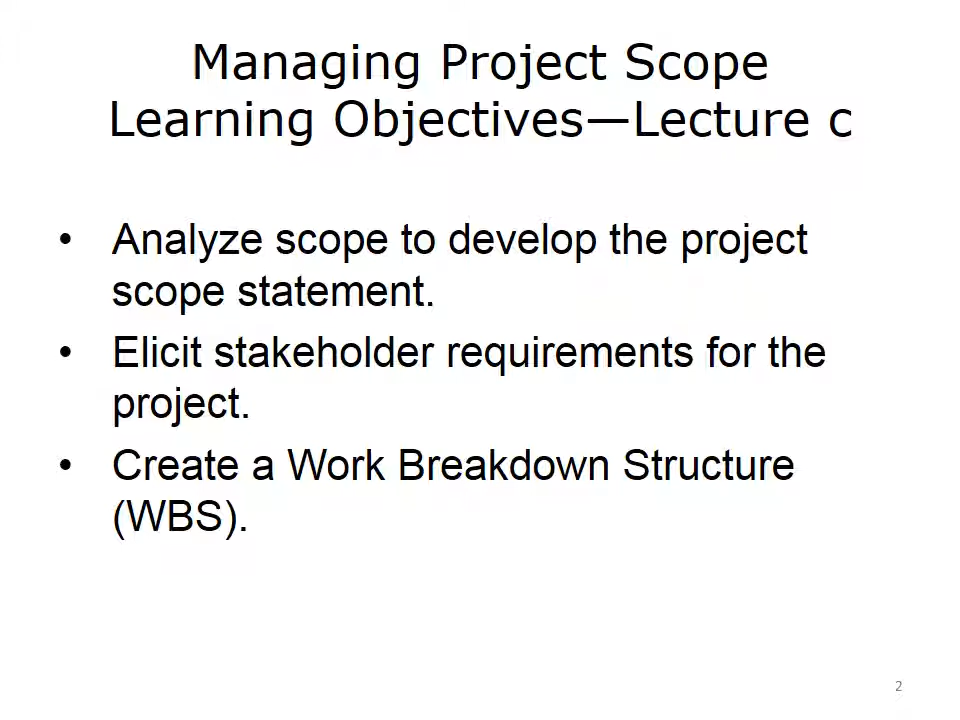 Managing Project Scope
Learning Objectives—Lecture c
• Analyze scope to develop the project
scope statement.
• Elicit stakeholder requirements for the
project.
• Create a Work Breakdown Structure
(WBS).
2